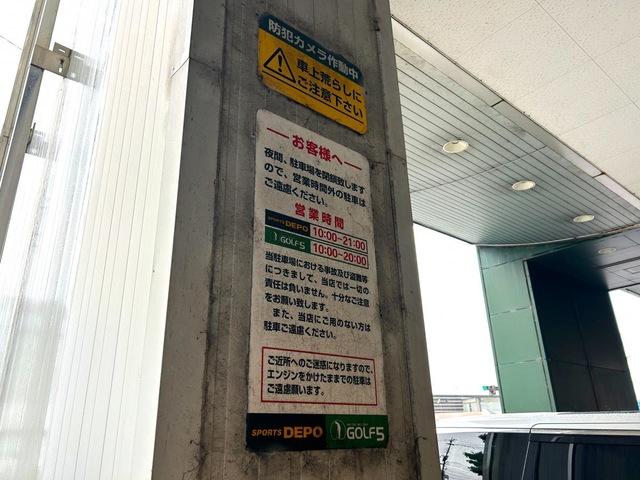 防犯カメラ作動中
車上荒らしに
ご注意下さい
お客様へ
夜間、駐車場を閉鎖致します
ので、営業時間外の駐車は
ご遠慮ください。
営業時間
SPORTS DEPO 10:00~21:00
GOLF5 10:00~20:00
当駐車場における事故及び盗難等
につきまして、当店では一切の
責任は負いません。十分なご注意
をお願い致します。
また、当店にご用のない方は
駐車ご遠慮ください。
ご近所へのご迷惑になりますので、
エンジンをかけたままでの駐車は
ご遠慮願います。
SPORTS DEPO GOLF5